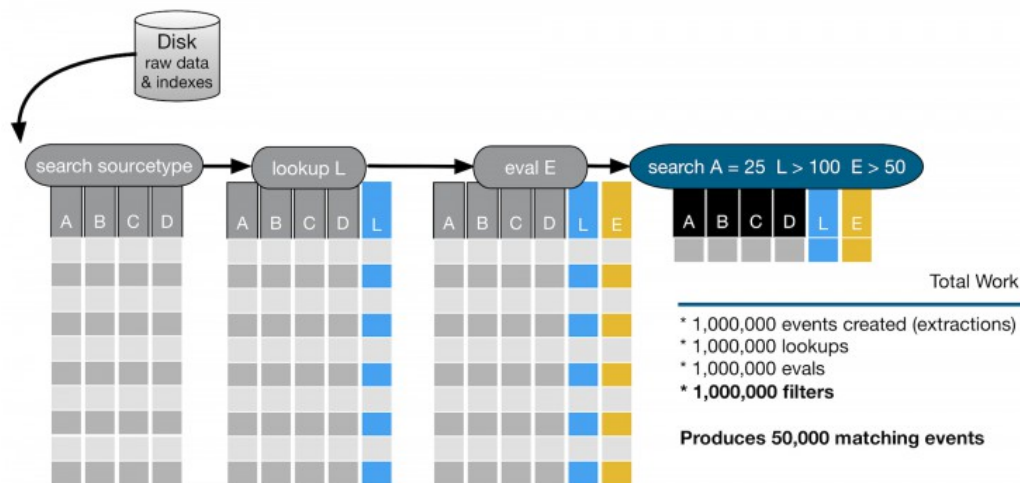 Disk
raw data
& indexes
search sourcetype
lookup L
eval E
search A = 25 L > 100 E > 50
A B C D
A B C D L
A B C D L E
A B C D L E
Total Work
* 1,000,000 events created (extractions)
* 1,000,000 lookups
* 1,000,000 evals
* 1,000,000 filters
Produces 50,000 matching events